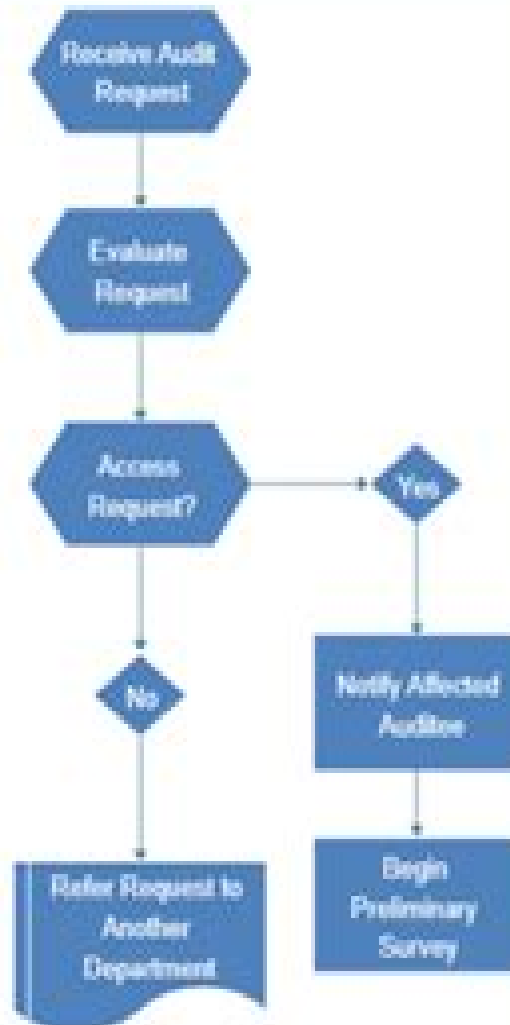 Receive Audit
Request
Evaluate
Request
Access
Request?
Yes
No
Notify Affected
Auditee
Refer Request to
Another
Department
Begin
Preliminary
Survey